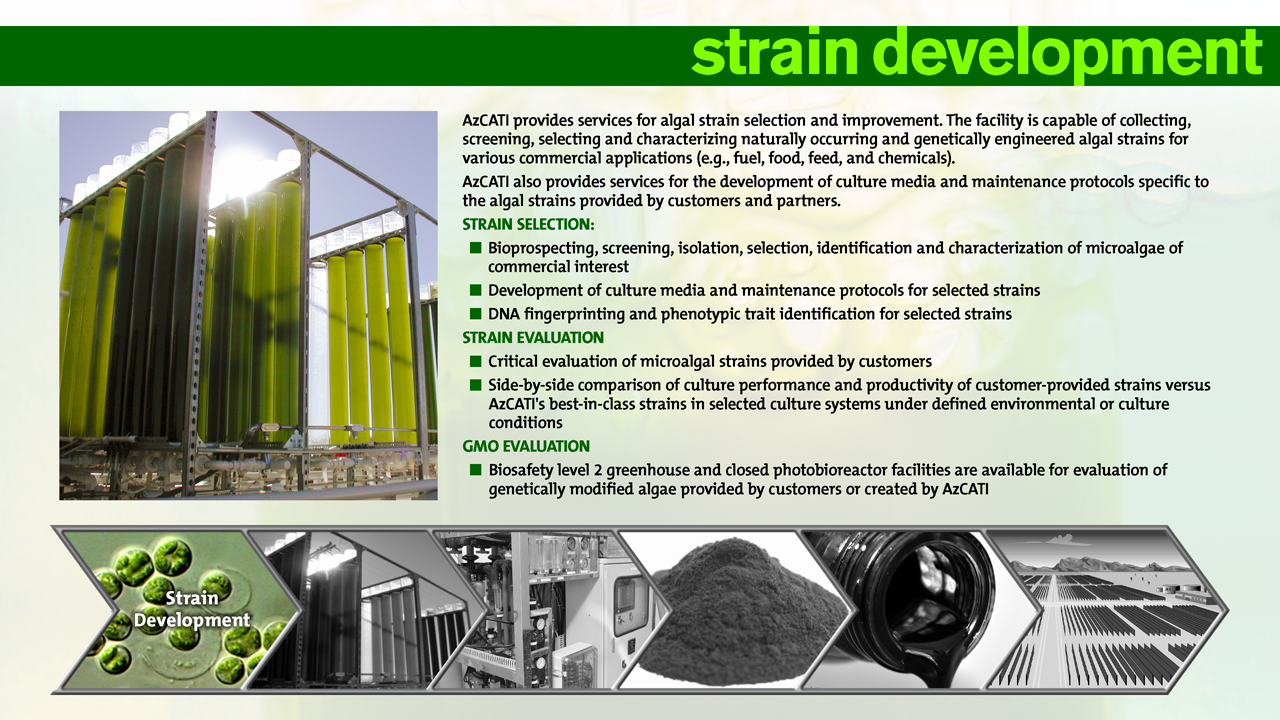 strain development
AzCATI provides services for algal strain selection and improvement. The facility is capable of collecting,
screening, selecting and characterizing naturally occurring and genetically engineered algal strains for
various commercial applications (e.g., fuel, food, feed, and chemicals).
AzCATI also provides services for the development of culture media and maintenance protocols specific to
the algal strains provided by customers and partners.
STRAIN SELECTION:
■ Bioprospecting, screening, isolation, selection, identification and characterization of microalgae of
commercial interest
■ Development of culture media and maintenance protocols for selected strains
■ DNA fingerprinting and phenotypic trait identification for selected strains
STRAIN EVALUATION
■ Critical evaluation of microalgal strains provided by customers
■ Side-by-side comparison of culture performance and productivity of customer-provided strains versus
AzCATI's best-in-class strains in selected culture systems under defined environmental or culture
conditions
GMO EVALUATION
■ Biosafety level 2 greenhouse and closed photobioreactor facilities are available for evaluation of
genetically modified algae provided by customers or created by AzCATI
Strain
Development